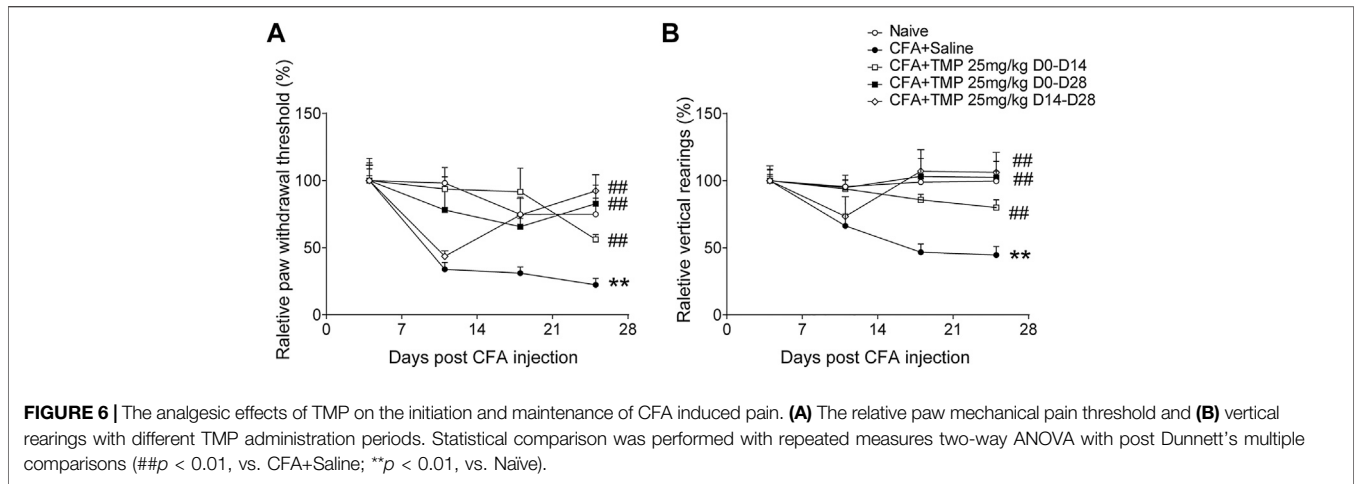 A
B
Naive
CFA+Saline
CFA+TMP 25mg/kg D0-D14
CFA+TMP 25mg/kg D0-D28
CFA+TMP 25mg/kg D14-D28
Raletive paw withdrawal threshold (%)
150
100
50
0
0 7 14 21 28
Days post CFA injection
##
##
##
**
Raletive vertical rearings (%)
150
100
50
0
0 7 14 21 28
Days post CFA injection
##
##
##
**
FIGURE 6 | The analgesic effects of TMP on the initiation and maintenance of CFA induced pain. (A) The relative paw mechanical pain threshold and (B) vertical
rearings with different TMP administration periods. Statistical comparison was performed with repeated measures two-way ANOVA with post Dunnett's multiple
comparisons (##p < 0.01, vs. CFA+Saline; **p < 0.01, vs. Naïve).